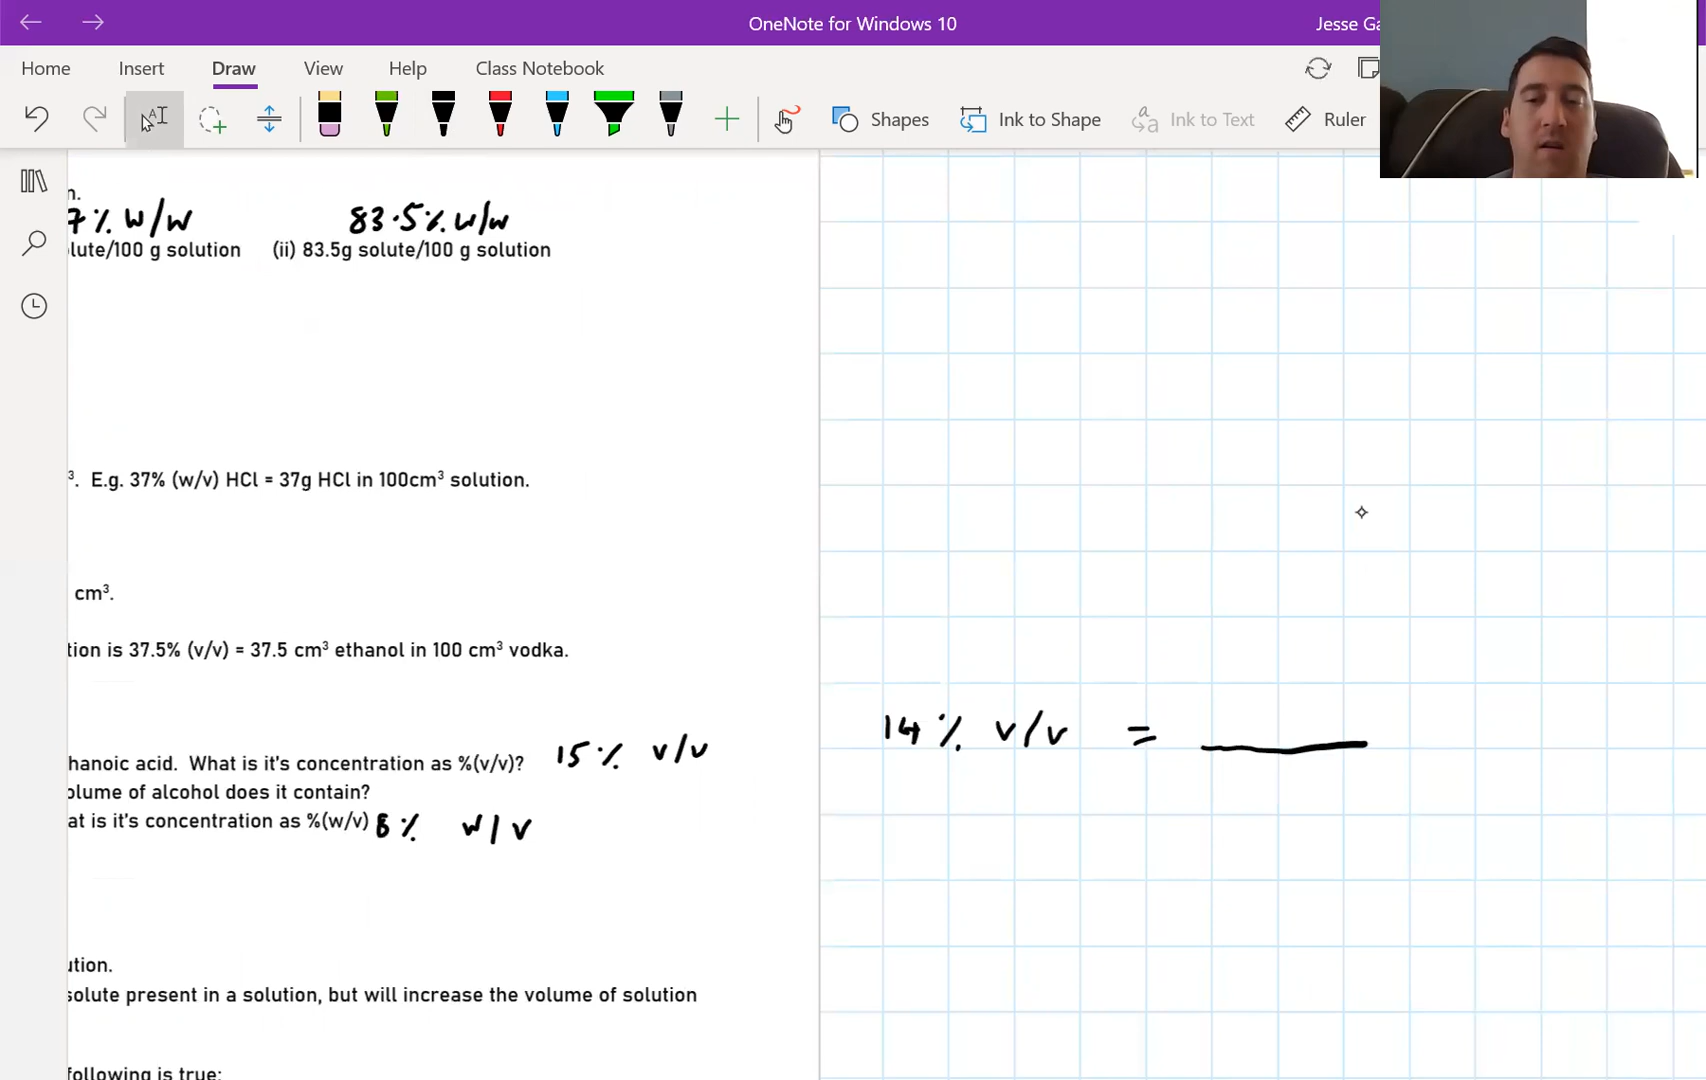 OneNote for Windows 10
Jesse Ga
Home Insert Draw View Help Class Notebook
Shapes Ink to Shape Ink to Text Ruler
n.
7% w/w 83.5% w/w
olute/100 g solution (ii) 83.5g solute/100 g solution
³. E.g. 37% (w/v) HCl = 37g HCl in 100cm³ solution.
cm³.
tion is 37.5% (v/v) = 37.5 cm³ ethanol in 100 cm³ vodka.
14% v/v =
hanoic acid. What is it's concentration as %(v/v)? 15% v/v
olume of alcohol does it contain?
at is it's concentration as %(w/v) 8% w/v
ution.
solute present in a solution, but will increase the volume of solution
following is true: